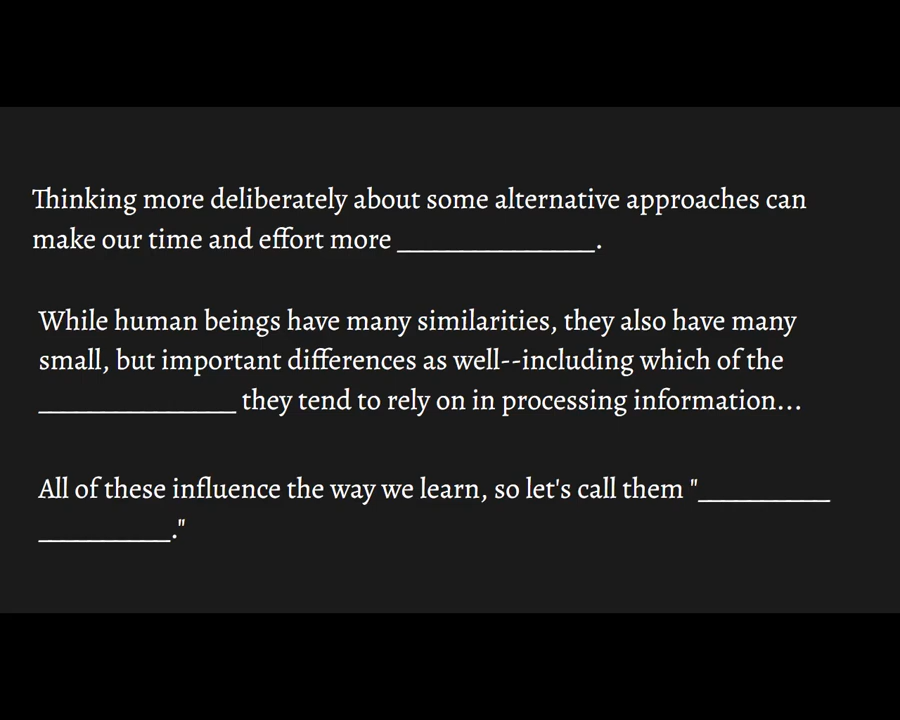 Thinking more deliberately about some alternative approaches can
make our time and effort more _______________.
While human beings have many similarities, they also have many
small, but important differences as well--including which of the
_______________ they tend to rely on in processing information...
All of these influence the way we learn, so let's call them "__________
__________."